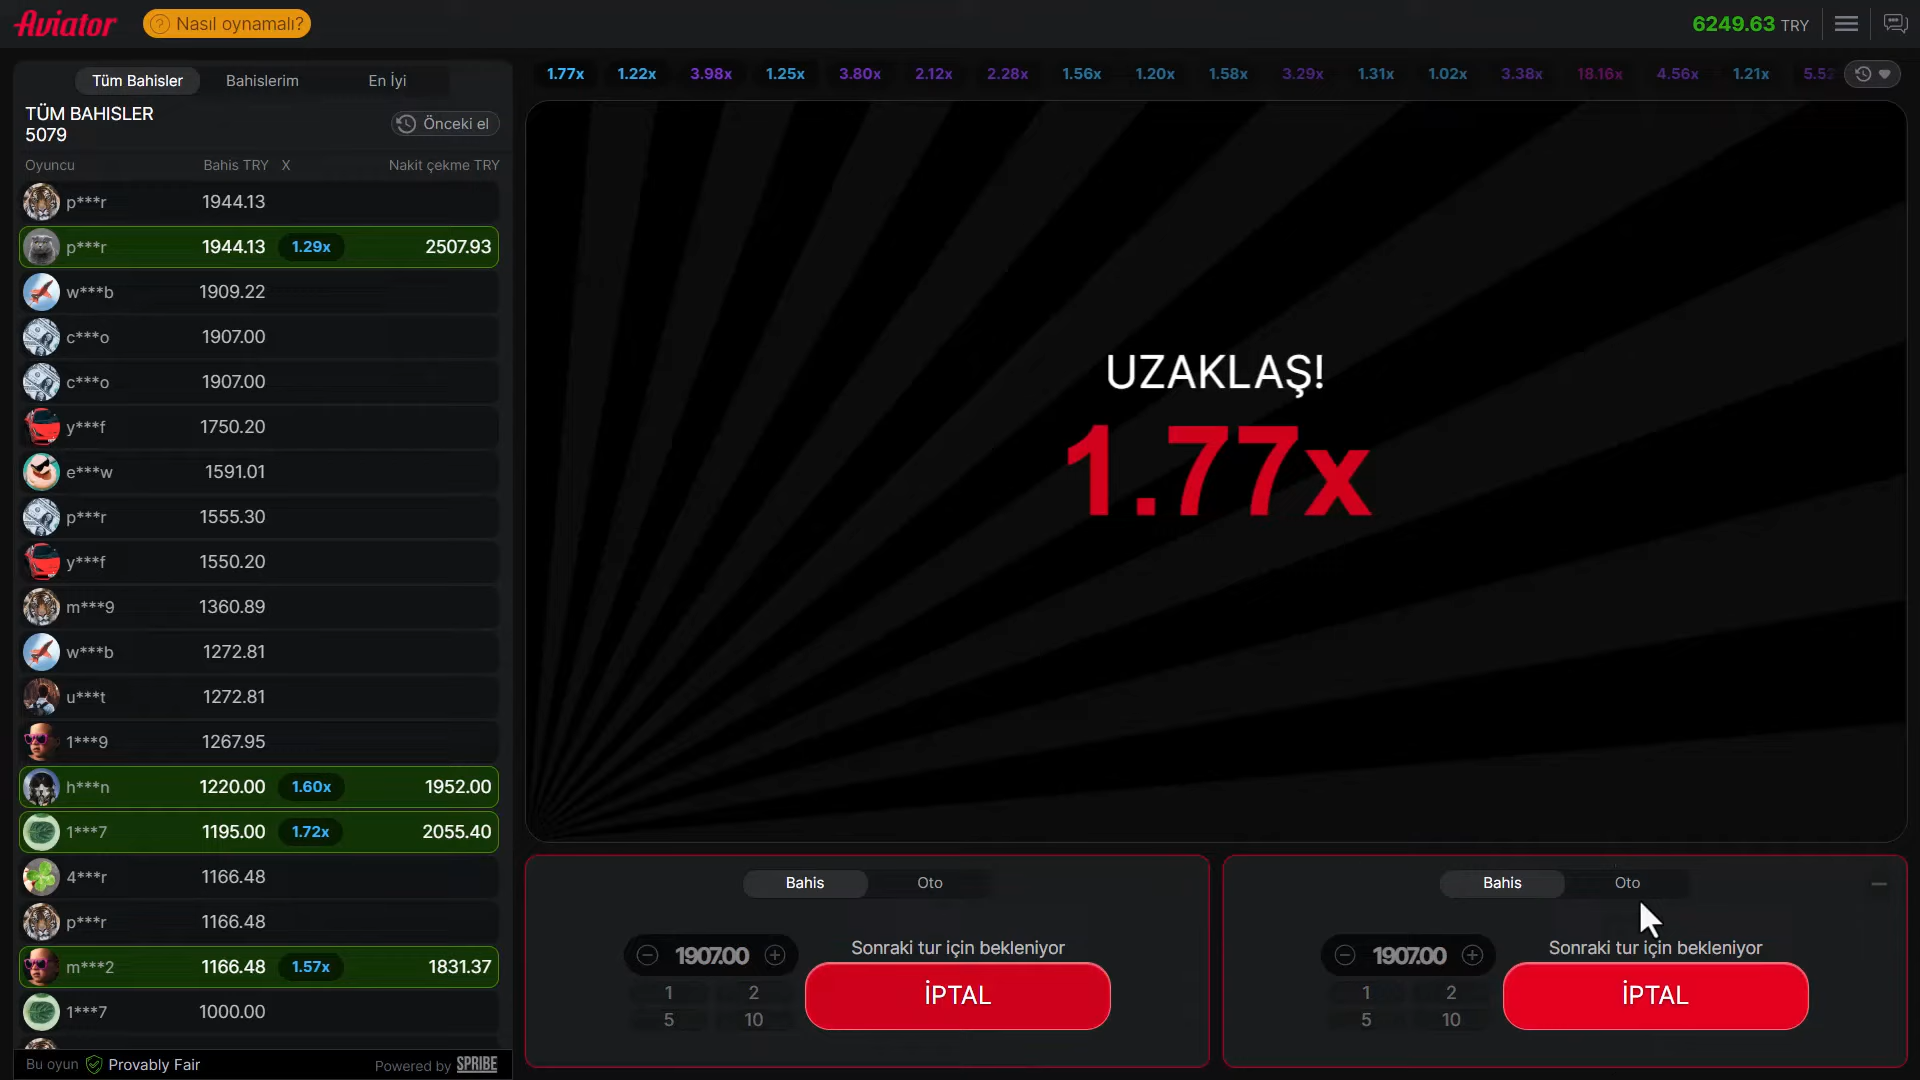 Aviator
Nasıl oynamalı?
6249.63 TRY
Tüm Bahisler Bahislerim En İyi
TÜM BAHISLER
5079
Önceki el
Oyuncu Bahis TRY X Nakit çekme TRY
p***r 1944.13
p***r 1944.13 1.29x 2507.93
w***b 1909.22
c***o 1907.00
c***o 1907.00
y***f 1750.20
e***w 1591.01
p***r 1555.30
y***f 1550.20
m***9 1360.89
w***b 1272.81
u***t 1272.81
1***9 1267.95
h***n 1220.00 1.60x 1952.00
1***7 1195.00 1.72x 2055.40
4***r 1166.48
p***r 1166.48
m***2 1166.48 1.57x 1831.37
1***7 1000.00
Bu oyun Provably Fair Powered by SPRIBE
1.77x 1.22x 3.98x 1.25x 3.80x 2.12x 2.28x 1.56x 1.20x 1.58x 3.29x 1.31x 1.02x 3.38x 18.16x 4.56x 1.21x 5.52
UZAKLAŞ!
1.77x
Bahis Oto
1907.00
1 2
5 10
Sonraki tur için bekleniyor
İPTAL
Bahis Oto
1907.00
1 2
5 10
Sonraki tur için bekleniyor
İPTAL